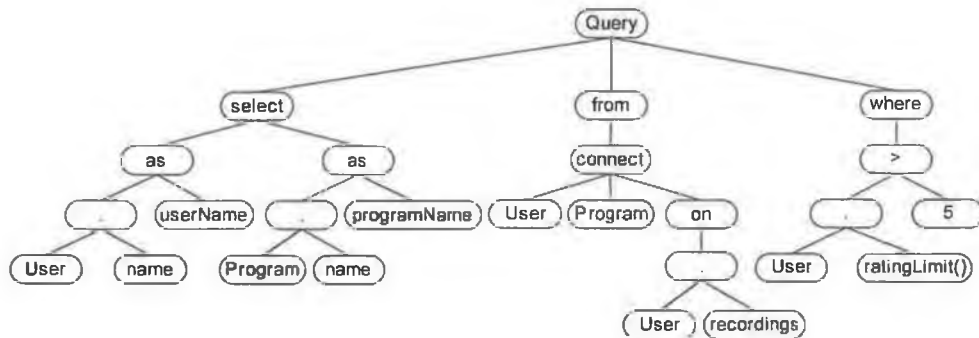 Query
select from where
as as connect >
. userName . programName User Program on . 5
User name Program name . User ratingLimit()
User recordings